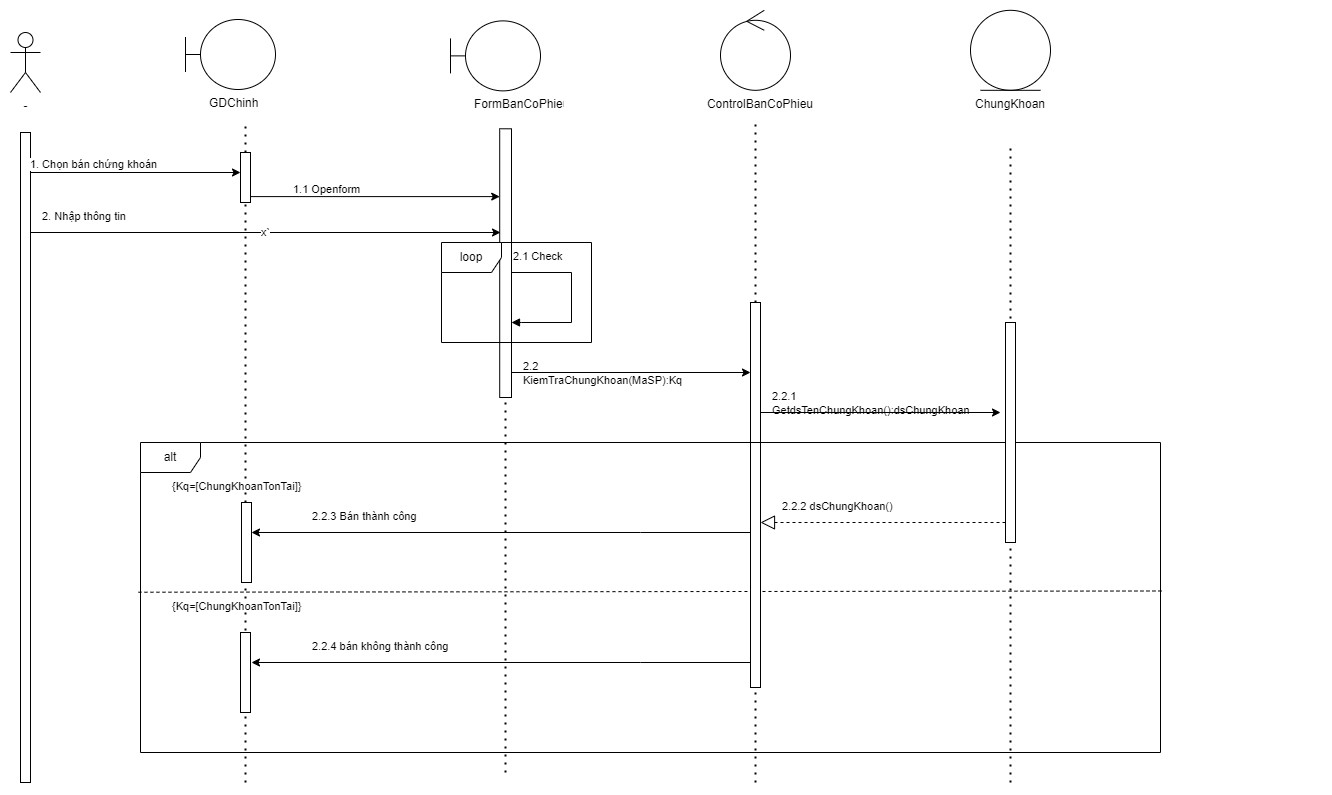 -
GDChinh
FormBanCoPhie
ControlBanCoPhieu
ChungKhoan
1. Chọn bán chứng khoán
1.1 Openform
2. Nhập thông tin
x`
loop
2.1 Check
2.2
KiemTraChungKhoan(MaSP):Kq
2.2.1
GetdsTenChungKhoan():dsChungKhoan
alt
{Kq=[ChungKhoanTonTai]}
2.2.2 dsChungKhoan()
2.2.3 Bán thành công
{Kq=[ChungKhoanTonTai]}
2.2.4 bán không thành công